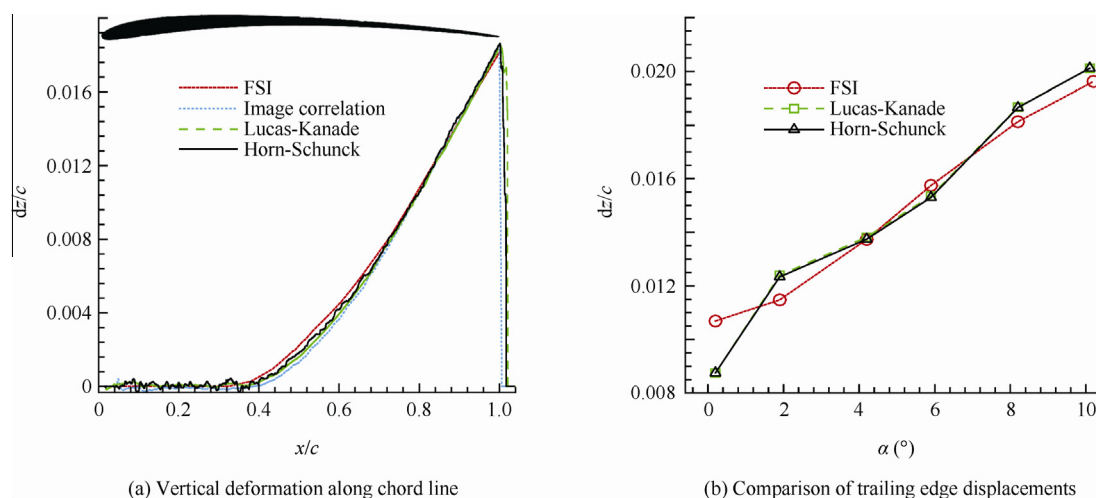 0.016
0.012
0.008
0.004
0
dz/c
FSI
Image correlation
Lucas-Kanade
Horn-Schunck
0
0.2
0.4
0.6
0.8
1.0
x/c
(a) Vertical deformation along chord line
0.020
0.016
0.012
0.008
dz/c
FSI
Lucas-Kanade
Horn-Schunck
0
2
4
6
8
10
α (°)
(b) Comparison of trailing edge displacements